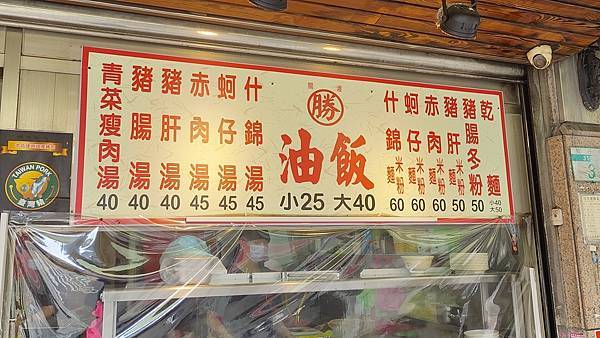 青菜瘦肉湯 40
豬腸湯 40
豬肝湯 40
赤肉湯 45
蚵仔湯 45
什錦湯 45
勝
油飯
小25 大40
什錦 麵 米粉 60
蚵仔 麵 米粉 60
赤肉 麵 米粉 60
豬肝 麵 米粉 50
豬腸冬粉 50
乾麵 小40 大50
TAIWAN PORK
台灣豬
3